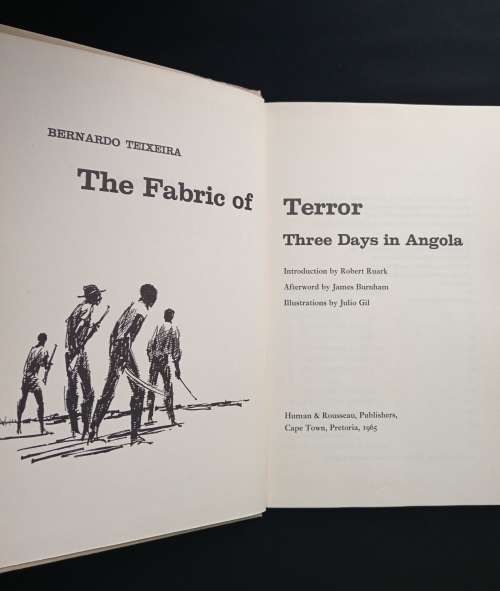 BERNARDO TEIXEIRA
The Fabric of Terror
Three Days in Angola
Introduction by Robert Ruark
Afterword by James Burnham
Illustrations by Julio Gil
Human & Rousseau, Publishers,
Cape Town, Pretoria, 1965